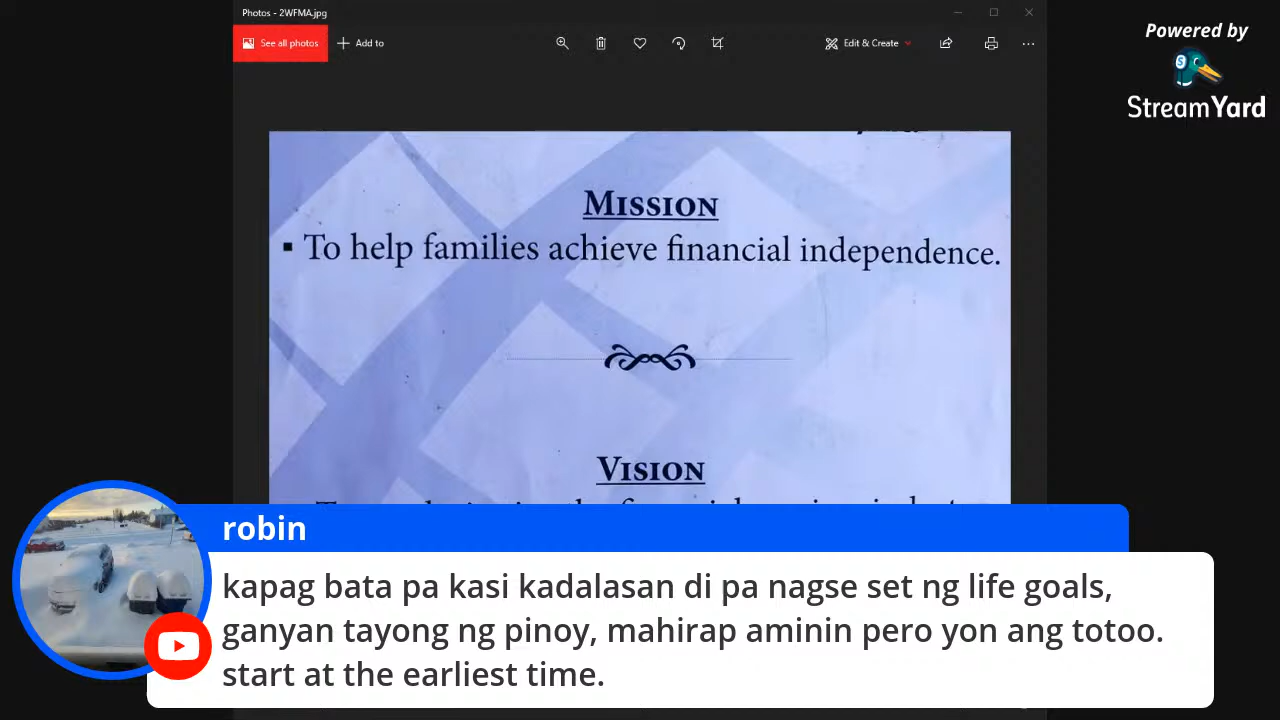 Photos - 2WFMA.jpg
See all photos
Add to
Edit & Create
Powered by
StreamYard
MISSION
▪ To help families achieve financial independence.
VISION
robin
kapag bata pa kasi kadalasan di pa nagse set ng life goals,
ganyan tayong ng pinoy, mahirap aminin pero yon ang totoo.
start at the earliest time.